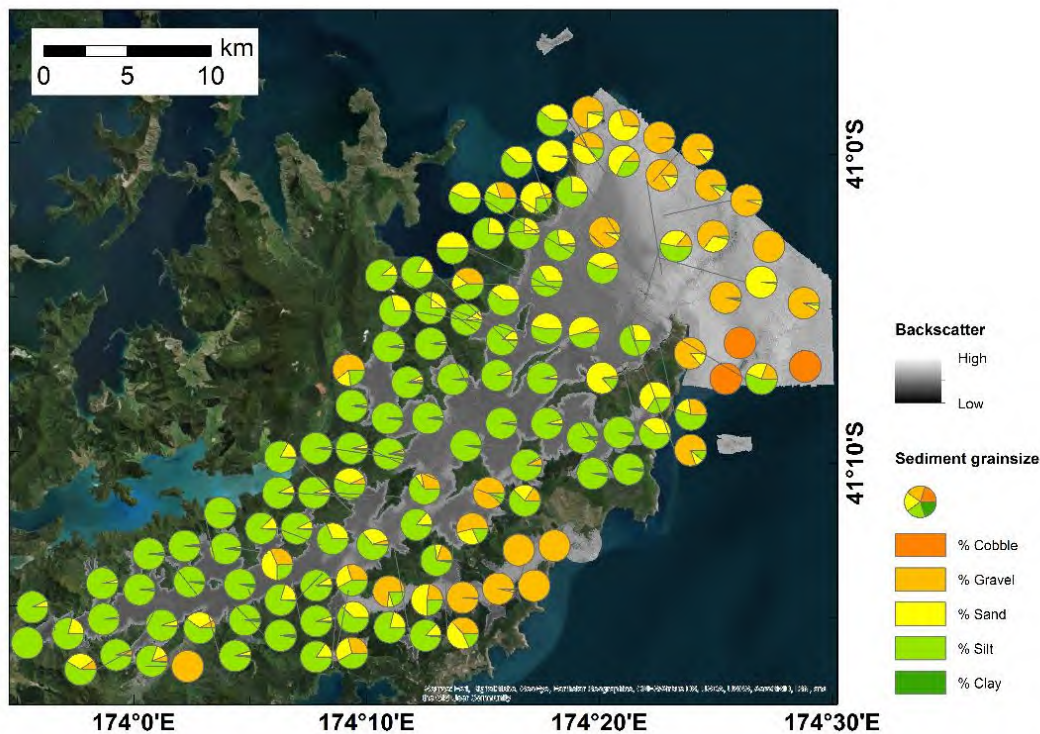 km
0 5 10
41°0'S
41°10'S
174°0'E 174°10'E 174°20'E 174°30'E
Backscatter
High
Low
Sediment grainsize
% Cobble
% Gravel
% Sand
% Silt
% Clay